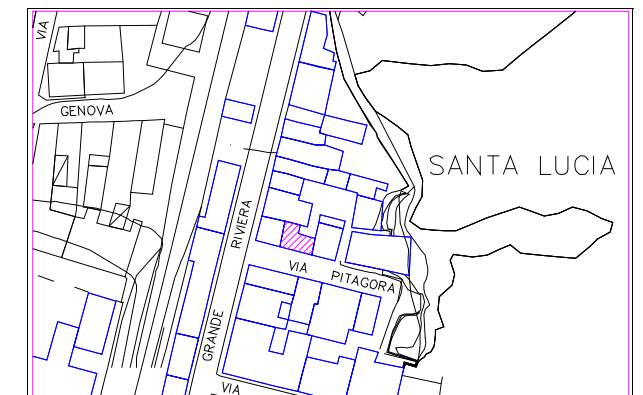 VIA
GENOVA
SANTA LUCIA
RIVIERA
VIA PITAGORA
GRANDE
VIA